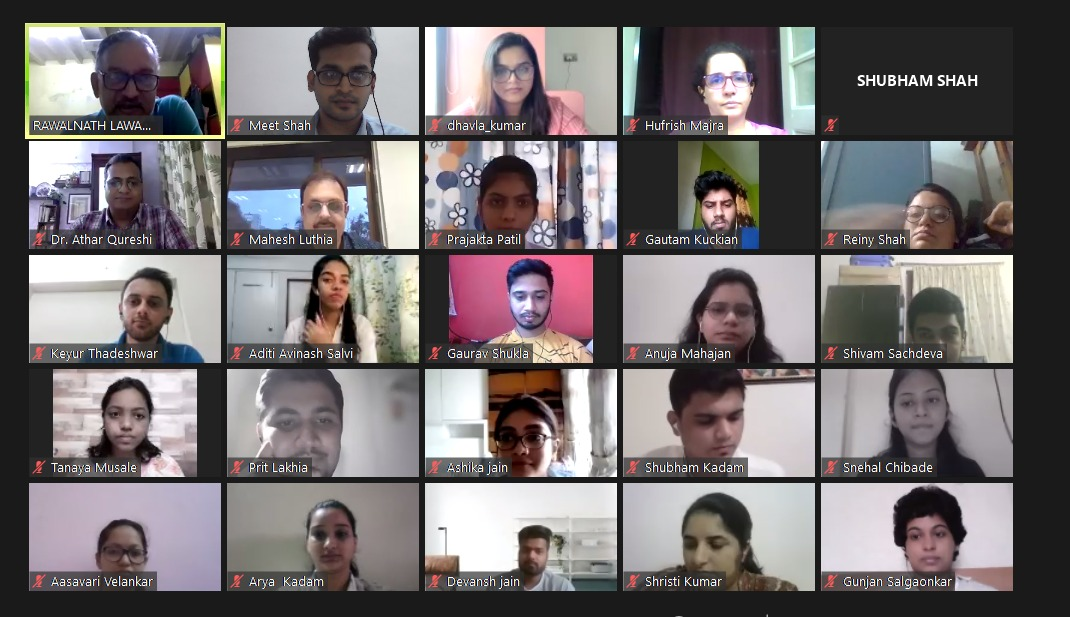 RAWALNATH LAWA...
Meet Shah
dhavla_kumar
Hufrish Majra
SHUBHAM SHAH
Dr. Athar Qureshi
Mahesh Luthia
Prajakta Patil
Gautam Kuckian
Reiny Shah
Keyur Thadeshwar
Aditi Avinash Salvi
Gaurav Shukla
Anuja Mahajan
Shivam Sachdeva
Tanaya Musale
Prit Lakhia
Ashika jain
Shubham Kadam
Snehal Chibade
Aasavari Velankar
Arya Kadam
Devansh jain
Shristi Kumar
Gunjan Salgaonkar